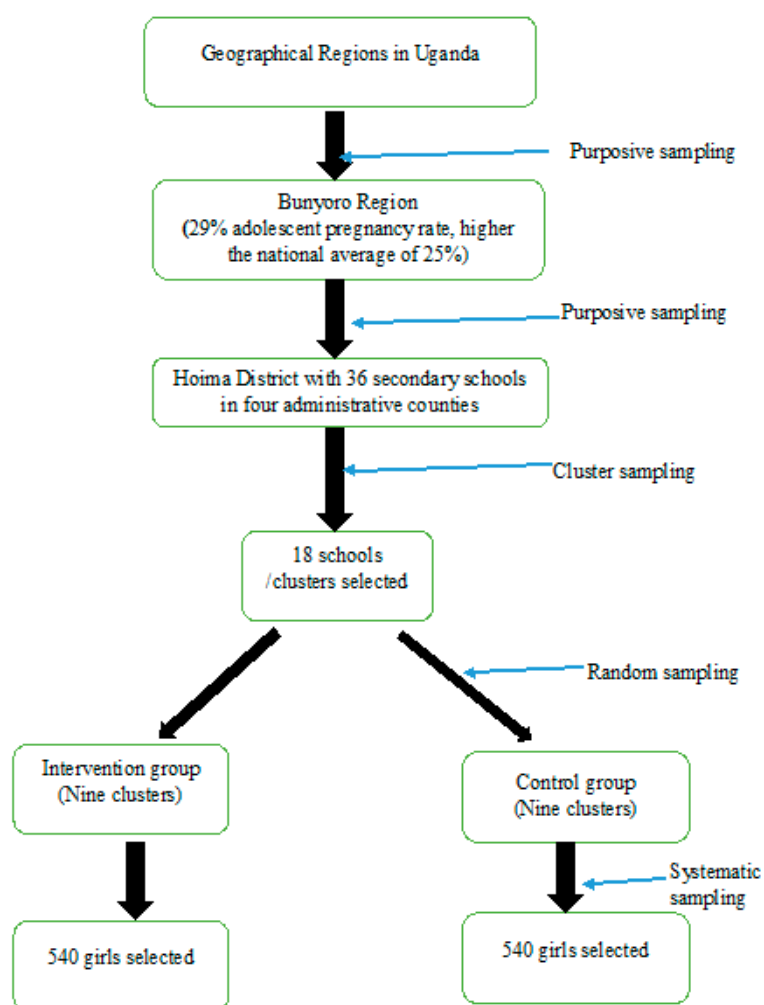 Geographical Regions in Uganda
Purposive sampling
Bunyoro Region
(29% adolescent pregnancy rate, higher
the national average of 25%)
Purposive sampling
Hoima District with 36 secondary schools
in four administrative counties
Cluster sampling
18 schools
/clusters selected
Random sampling
Intervention group
(Nine clusters)
Control group
(Nine clusters)
Systematic
sampling
540 girls selected
540 girls selected